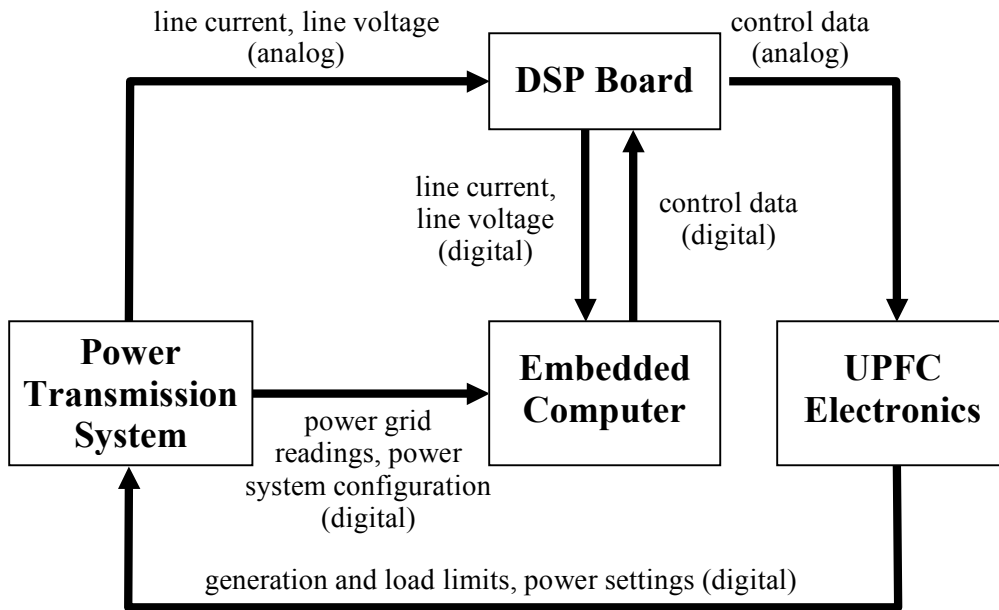 line current, line voltage
(analog)
DSP Board
control data
(analog)
line current,
line voltage
(digital)
control data
(digital)
Power
Transmission
System
Embedded
Computer
UPFC
Electronics
power grid
readings, power
system configuration
(digital)
generation and load limits, power settings (digital)